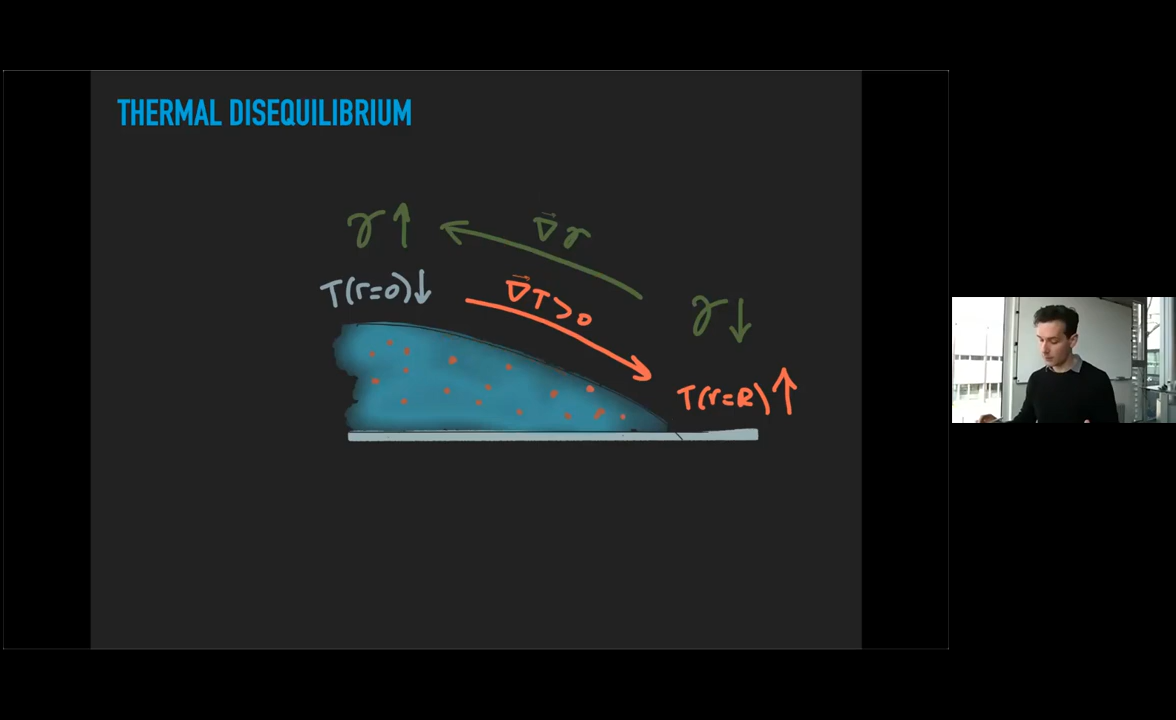 THERMAL DISEQUILIBRIUM
γ↑
∇⃗γ
T(r=0)↓
∇⃗T>0
γ↓
T(r=R)↑